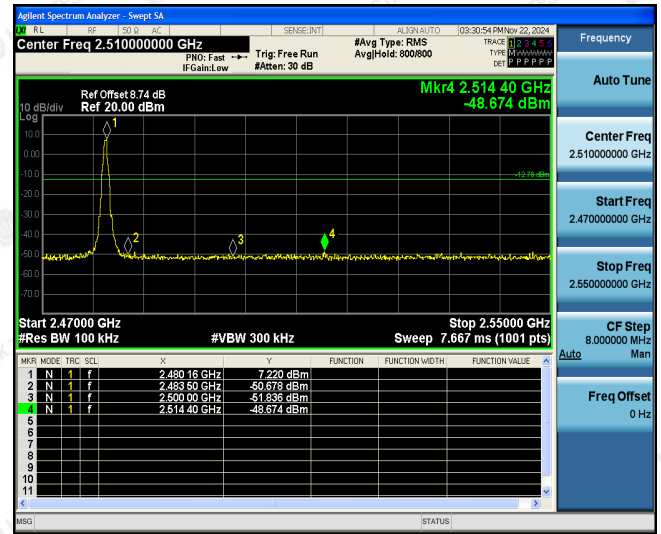 Agilent Spectrum Analyzer - Swept SA
LXI RL RF 50 Ω AC SENSE:INT ALIGN AUTO 03:30:54 PM Nov 22, 2024
Center Freq 2.510000000 GHz #Avg Type: RMS TRACE 1 2 3 4 5 6
PNO: Fast Trig: Free Run Avg|Hold: 800/800 TYPE M
IFGain:Low #Atten: 30 dB DET P P P P P P
Mkr4 2.514 40 GHz
Ref Offset 8.74 dB
10 dB/div Ref 20.00 dBm -48.674 dBm
Log
10.0
0.00
-10.0
-20.0
-30.0
-40.0
-50.0
-60.0
-70.0
1
2
3
4
-12.78 dBm
Start 2.47000 GHz Stop 2.55000 GHz
#Res BW 100 kHz #VBW 300 kHz Sweep 7.667 ms (1001 pts)
MKR MODE TRC SCL X Y FUNCTION FUNCTION WIDTH FUNCTION VALUE
1 N 1 f 2.480 16 GHz 7.220 dBm
2 N 1 f 2.483 50 GHz -50.678 dBm
3 N 1 f 2.500 00 GHz -51.836 dBm
4 N 1 f 2.514 40 GHz -48.674 dBm
5
6
7
8
9
10
11
MSG STATUS
Frequency
Auto Tune
Center Freq
2.510000000 GHz
Start Freq
2.470000000 GHz
Stop Freq
2.550000000 GHz
CF Step
8.000000 MHz
Auto Man
Freq Offset
0 Hz